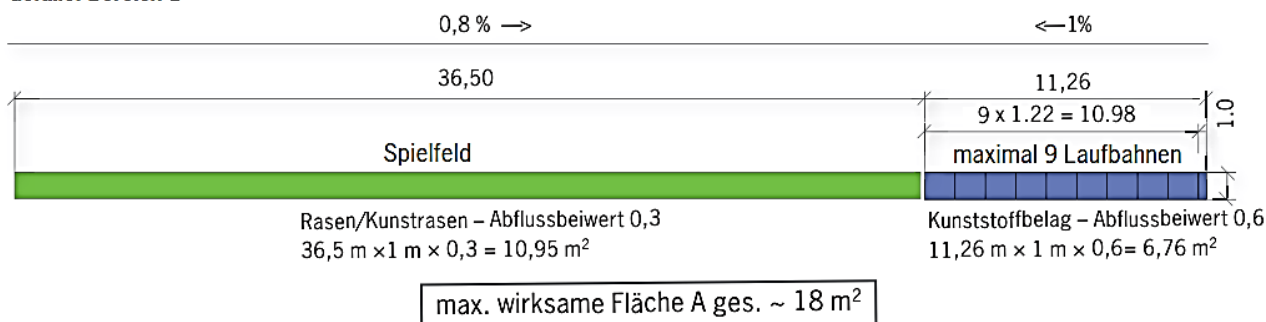 0,8 % —>
<—1%
36,50
11,26
9 x 1.22 = 10.98
1.0
Spielfeld
maximal 9 Laufbahnen
Rasen/Kunstrasen – Abflussbeiwert 0,3
36,5 m ×1 m × 0,3 = 10,95 m²
Kunststoffbelag – Abflussbeiwert 0,6
11,26 m × 1 m × 0,6= 6,76 m²
max. wirksame Fläche A ges. ~ 18 m²